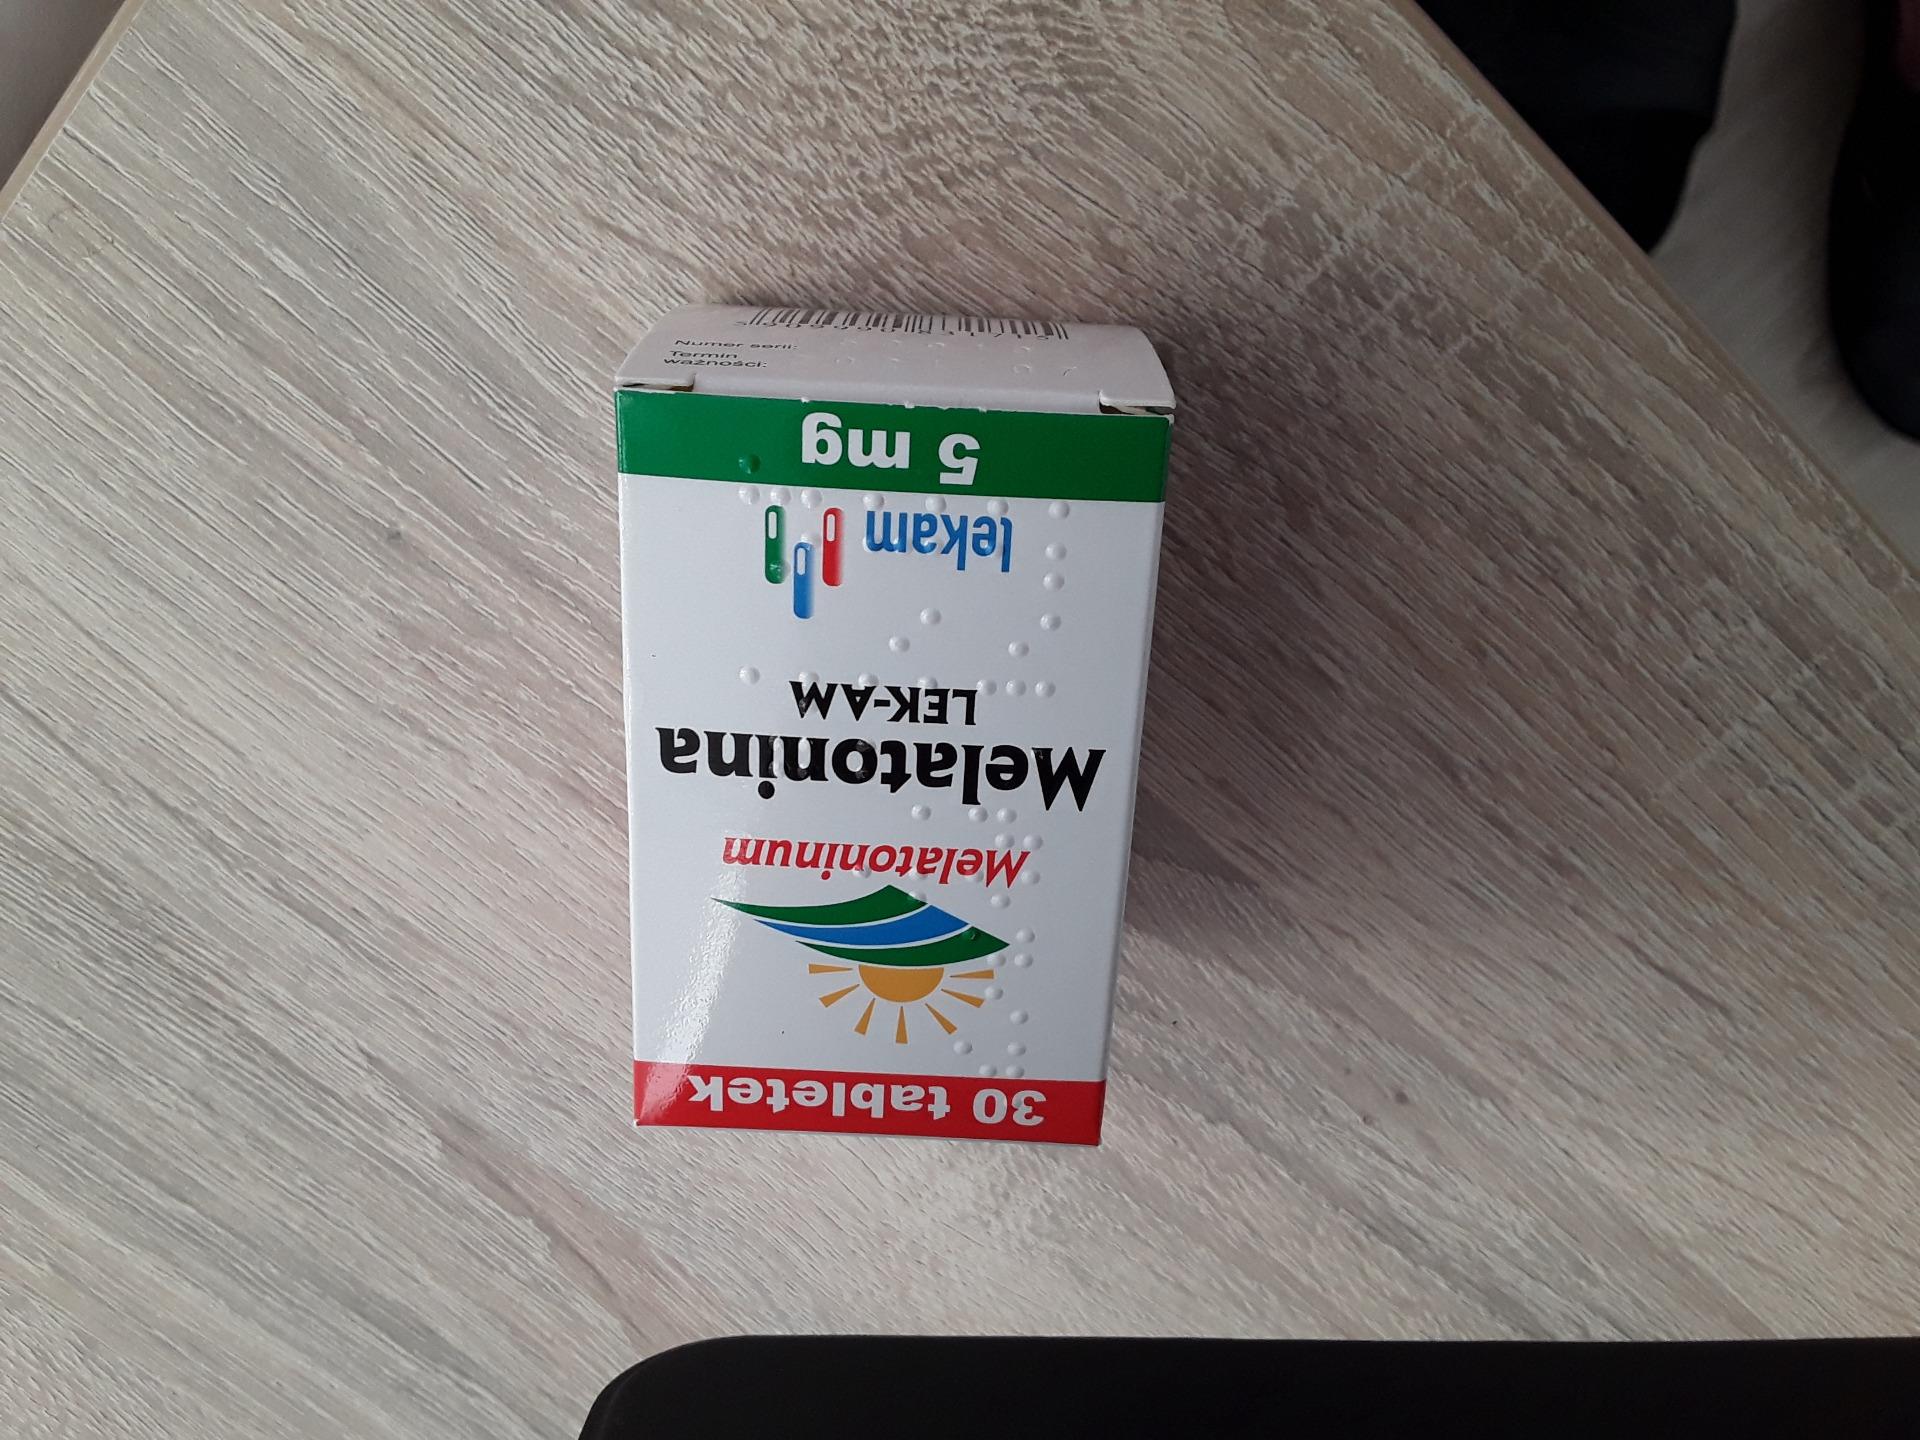 30 tabletek
Melatoninum
Melatonina
LEK-AM
lekam
5 mg
Termin
ważności:
Numer serii: